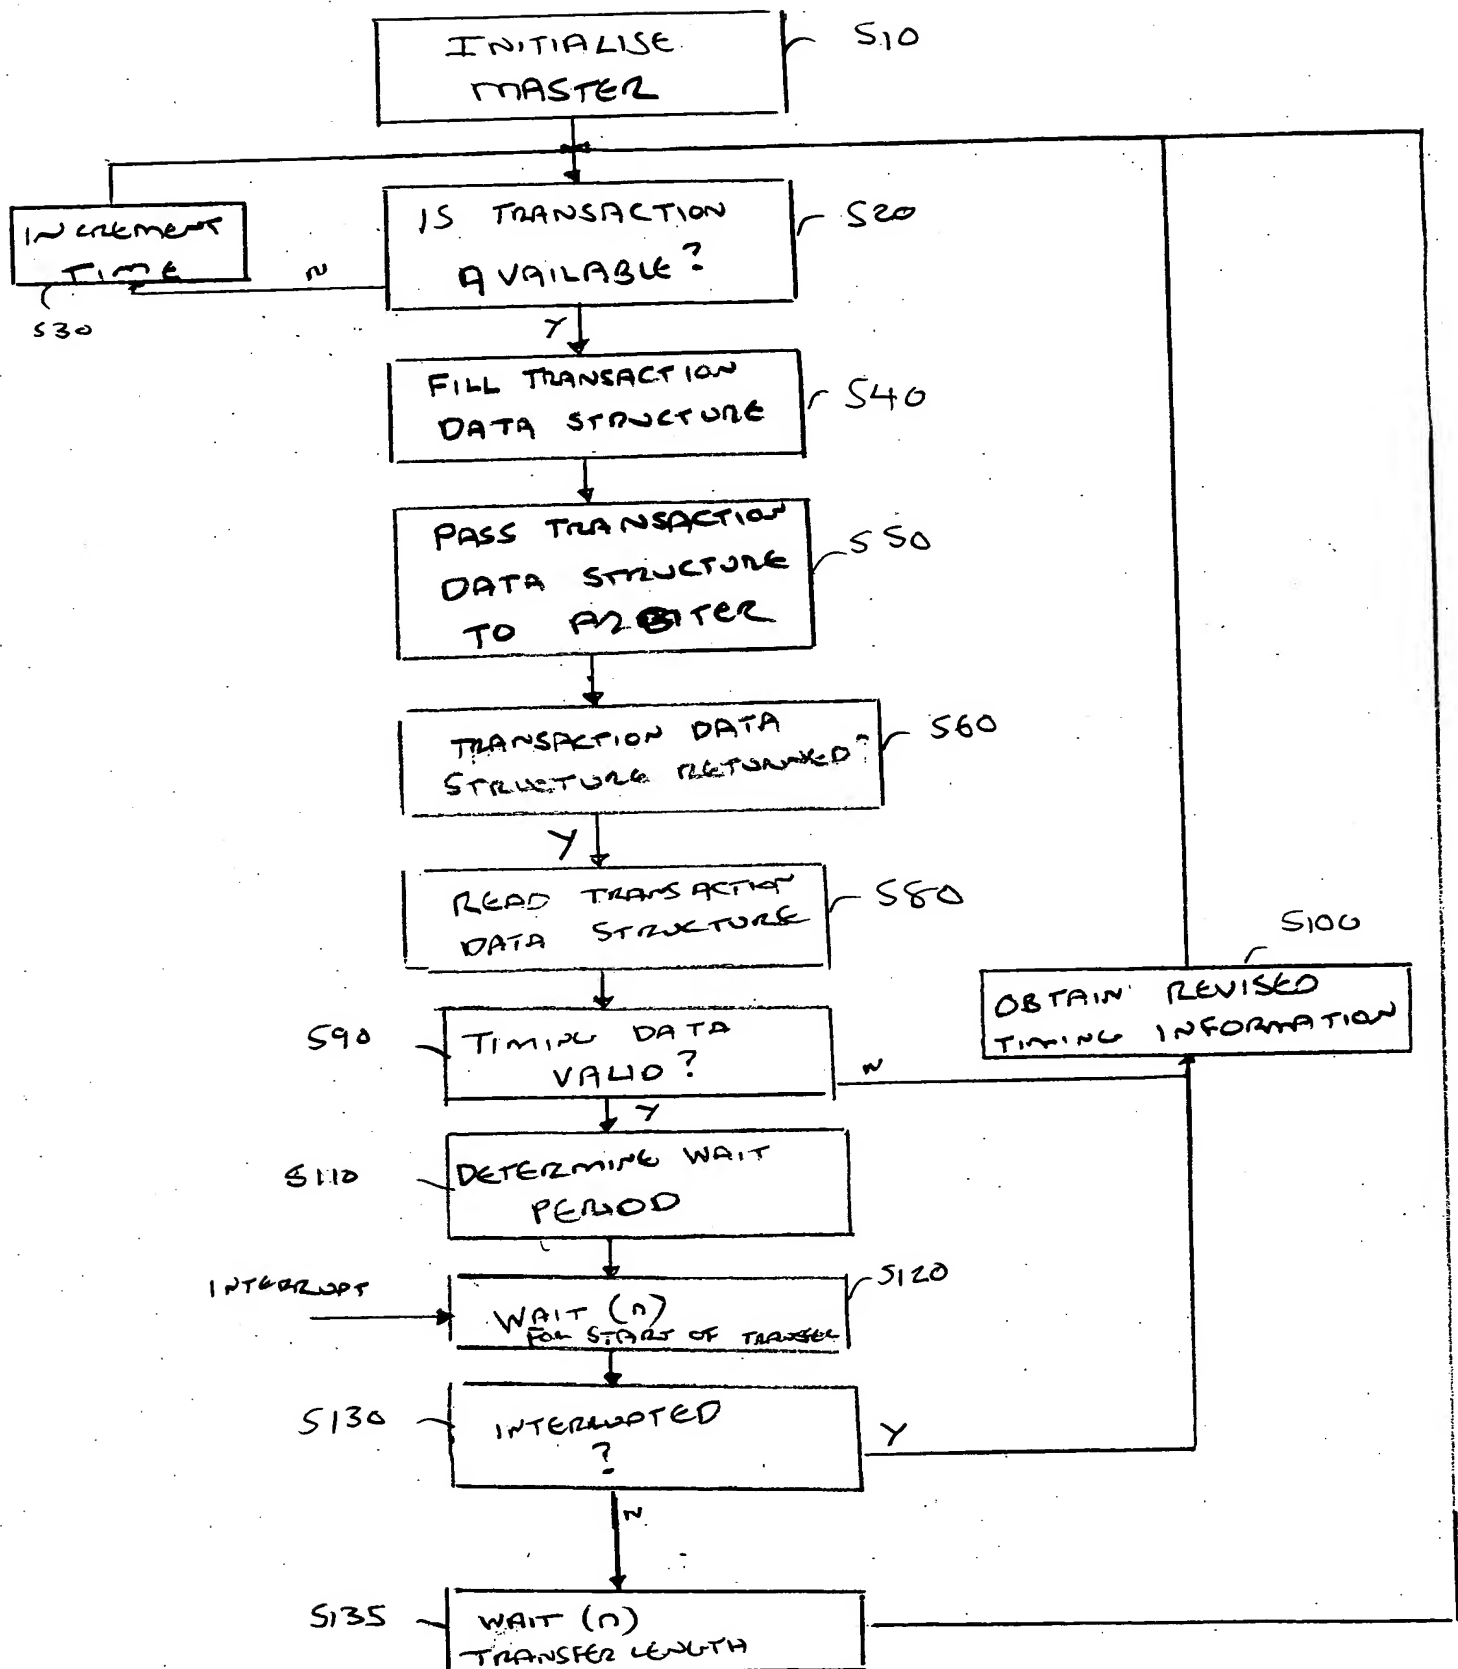 INITIALISE
MASTER
S10
INCREMENT
TIME
S30
N
IS TRANSACTION
AVAILABLE?
S20
Y
FILL TRANSACTION
DATA STRUCTURE
S40
PASS TRANSACTION
DATA STRUCTURE
TO ARBITER
S50
TRANSACTION DATA
STRUCTURE RETURNED?
S60
Y
READ TRANSACTION
DATA STRUCTURE
S80
S100
OBTAIN REVISED
TIMING INFORMATION
S90
TIMING DATA
VALID?
N
Y
S110
DETERMINE WAIT
PERIOD
INTERRUPT
S120
WAIT (n)
FOR START OF TRANSFER
S130
INTERRUPTED
?
Y
N
S135
WAIT (n)
TRANSFER LENGTH